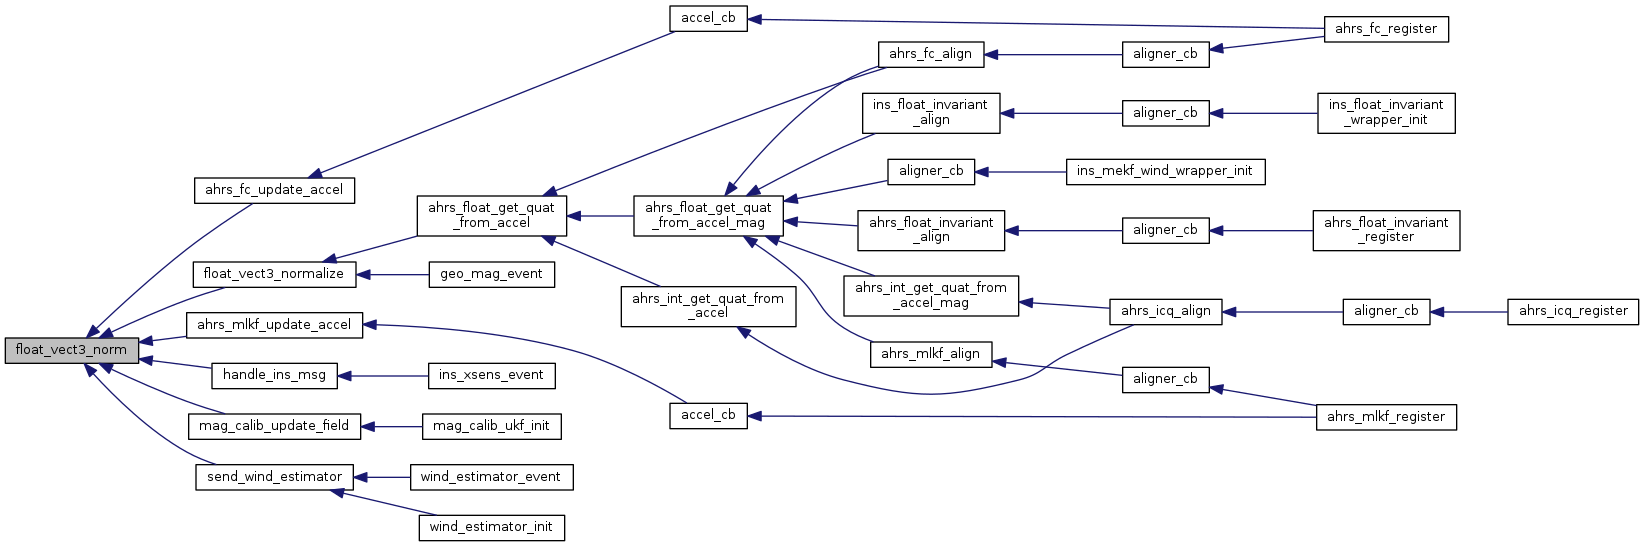 accel_cb
ahrs_fc_register
ahrs_fc_align
aligner_cb
ins_float_invariant
_align
aligner_cb
ins_float_invariant
_wrapper_init
aligner_cb
ins_mekf_wind_wrapper_init
ahrs_fc_update_accel
ahrs_float_get_quat
_from_accel
ahrs_float_get_quat
_from_accel_mag
ahrs_float_invariant
_align
aligner_cb
ahrs_float_invariant
_register
float_vect3_normalize
geo_mag_event
ahrs_int_get_quat_from
_accel
ahrs_int_get_quat_from
_accel_mag
ahrs_icq_align
aligner_cb
ahrs_icq_register
ahrs_mlkf_update_accel
float_vect3_norm
ahrs_mlkf_align
aligner_cb
handle_ins_msg
ins_xsens_event
accel_cb
ahrs_mlkf_register
mag_calib_update_field
mag_calib_ukf_init
send_wind_estimator
wind_estimator_event
wind_estimator_init